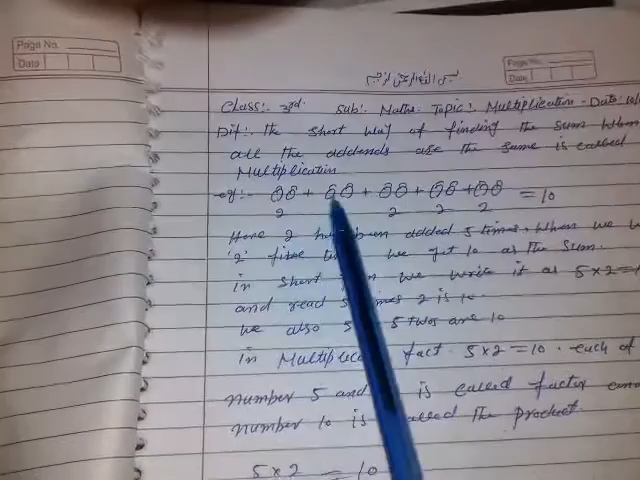 Page No.
Date
Page No.
Date
بسم الله الرحمن الرحیم
Class:. 3rd. Sub:. Maths. Topic:. Multiplication. Date:
Dif:. The short way of finding the sum when
all the addends are the same is called
Multiplication
eg:- + + + + = 10
2 2 2 2
Here 2 been added 5 times. When we
'2' five we get 10 as the sum.
in short we write it as 5×2=
and read 2 is 10.
we also 5 twos are 10
in fact 5×2=10. each of
number 5 and is called factor
number 10 is called the product.
5×2 = 10